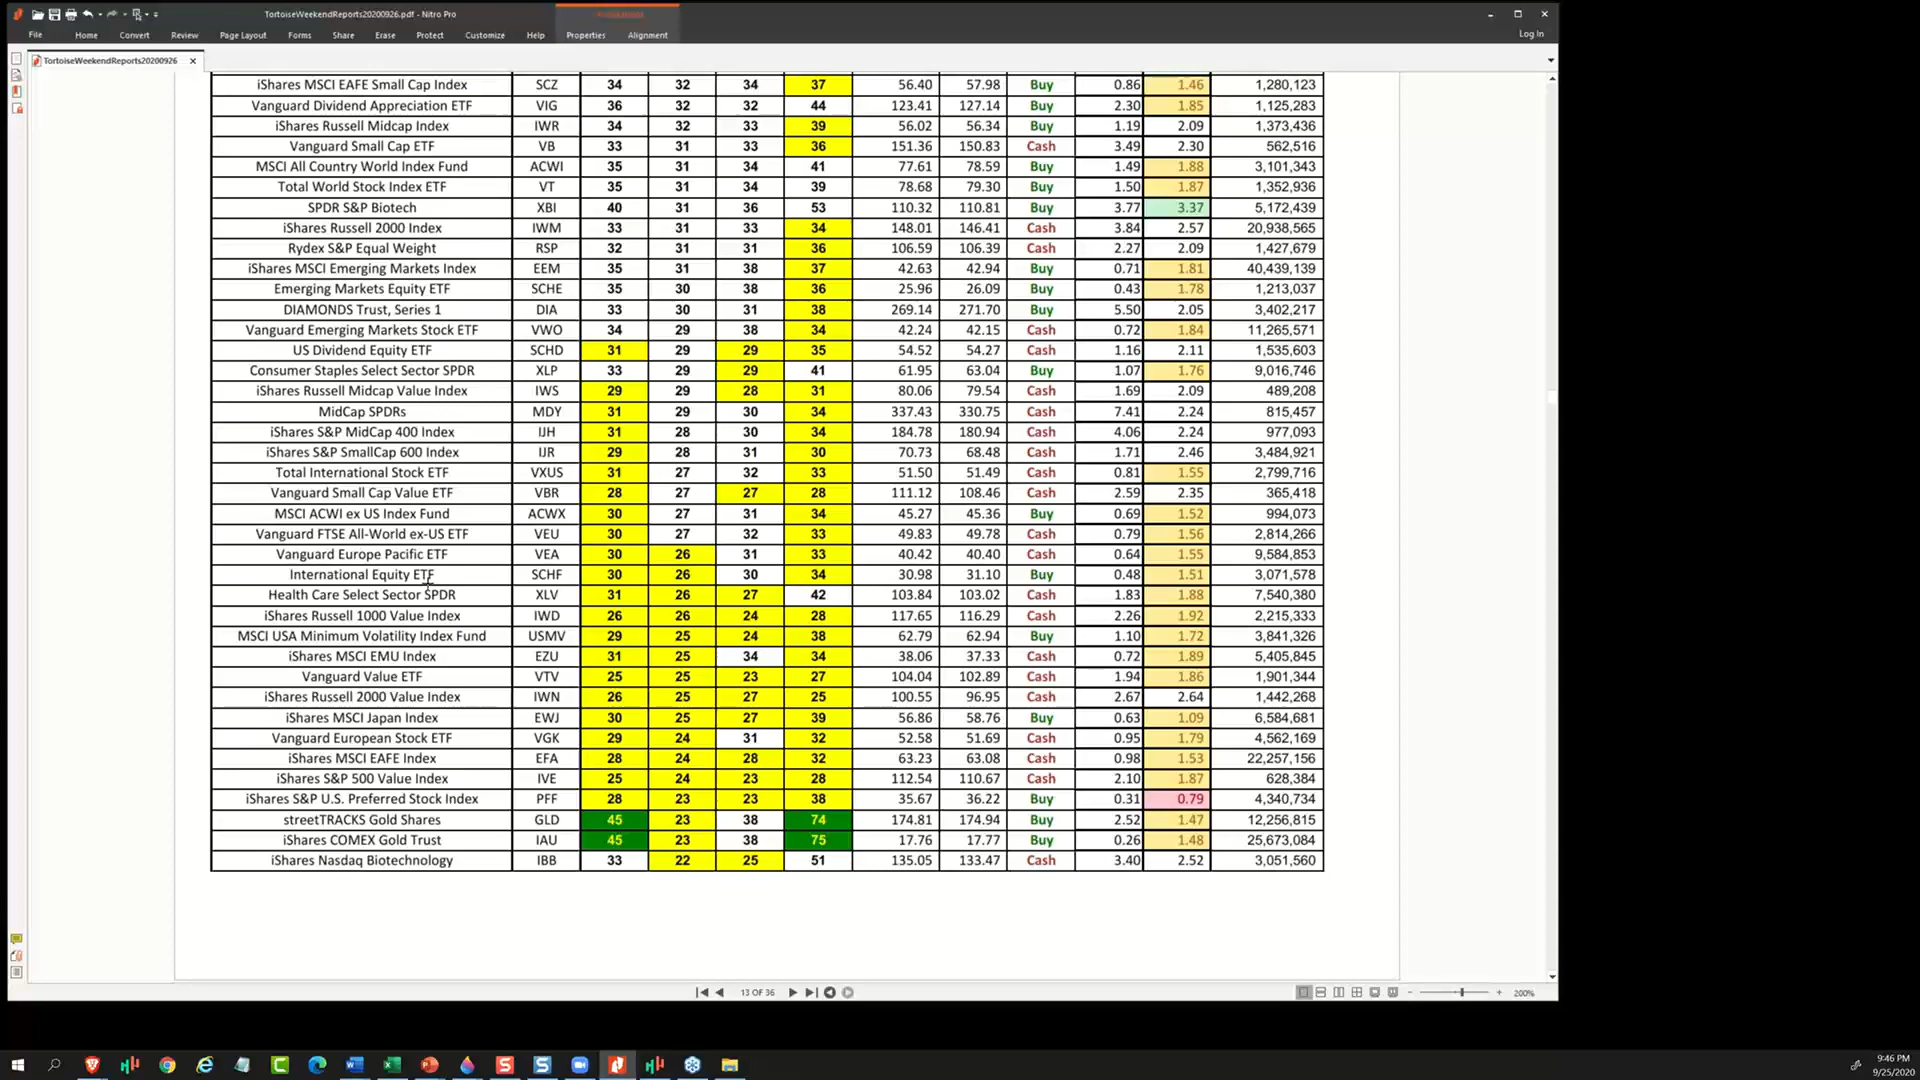 TortoiseWeekendReports20200926.pdf - Nitro Pro
File Home Convert Review Page Layout Forms Share Erase Protect Customize Help Properties Alignment Log In
TortoiseWeekendReports20200926
iShares MSCI EAFE Small Cap Index SCZ 34 32 34 37 56.40 57.98 Buy 0.86 1.46 1,280,123
Vanguard Dividend Appreciation ETF VIG 36 32 32 44 123.41 127.14 Buy 2.30 1.85 1,125,283
iShares Russell Midcap Index IWR 34 32 33 39 56.02 56.34 Buy 1.19 2.09 1,373,436
Vanguard Small Cap ETF VB 33 31 33 36 151.36 150.83 Cash 3.49 2.30 562,516
MSCI All Country World Index Fund ACWI 35 31 34 41 77.61 78.59 Buy 1.49 1.88 3,101,343
Total World Stock Index ETF VT 35 31 34 39 78.68 79.30 Buy 1.50 1.87 1,352,936
SPDR S&P Biotech XBI 40 31 36 53 110.32 110.81 Buy 3.77 3.37 5,172,439
iShares Russell 2000 Index IWM 33 31 33 34 148.01 146.41 Cash 3.84 2.57 20,938,565
Rydex S&P Equal Weight RSP 32 31 31 36 106.59 106.39 Cash 2.27 2.09 1,427,679
iShares MSCI Emerging Markets Index EEM 35 31 38 37 42.63 42.94 Buy 0.71 1.81 40,439,139
Emerging Markets Equity ETF SCHE 35 30 38 36 25.96 26.09 Buy 0.43 1.78 1,213,037
DIAMONDS Trust, Series 1 DIA 33 30 31 38 269.14 271.70 Buy 5.50 2.05 3,402,217
Vanguard Emerging Markets Stock ETF VWO 34 29 38 34 42.24 42.15 Cash 0.72 1.84 11,265,571
US Dividend Equity ETF SCHD 31 29 29 35 54.52 54.27 Cash 1.16 2.11 1,535,603
Consumer Staples Select Sector SPDR XLP 33 29 29 41 61.95 63.04 Buy 1.07 1.76 9,016,746
iShares Russell Midcap Value Index IWS 29 29 28 31 80.06 79.54 Cash 1.69 2.09 489,208
MidCap SPDRs MDY 31 29 30 34 337.43 330.75 Cash 7.41 2.24 815,457
iShares S&P MidCap 400 Index IJH 31 28 30 34 184.78 180.94 Cash 4.06 2.24 977,093
iShares S&P SmallCap 600 Index IJR 29 28 31 30 70.73 68.48 Cash 1.71 2.46 3,484,921
Total International Stock ETF VXUS 31 27 32 33 51.50 51.49 Cash 0.81 1.55 2,799,716
Vanguard Small Cap Value ETF VBR 28 27 27 28 111.12 108.46 Cash 2.59 2.35 365,418
MSCI ACWI ex US Index Fund ACWX 30 27 31 34 45.27 45.36 Buy 0.69 1.52 994,073
Vanguard FTSE All-World ex-US ETF VEU 30 27 32 33 49.83 49.78 Cash 0.79 1.56 2,814,266
Vanguard Europe Pacific ETF VEA 30 26 31 33 40.42 40.40 Cash 0.64 1.55 9,584,853
International Equity ETF SCHF 30 26 30 34 30.98 31.10 Buy 0.48 1.51 3,071,578
Health Care Select Sector SPDR XLV 31 26 27 42 103.84 103.02 Cash 1.83 1.88 7,540,380
iShares Russell 1000 Value Index IWD 26 26 24 28 117.65 116.29 Cash 2.26 1.92 2,215,333
MSCI USA Minimum Volatility Index Fund USMV 29 25 24 38 62.79 62.94 Buy 1.10 1.72 3,841,326
iShares MSCI EMU Index EZU 31 25 34 34 38.06 37.33 Cash 0.72 1.89 5,405,845
Vanguard Value ETF VTV 25 25 23 27 104.04 102.89 Cash 1.94 1.86 1,901,344
iShares Russell 2000 Value Index IWN 26 25 27 25 100.55 96.95 Cash 2.67 2.64 1,442,268
iShares MSCI Japan Index EWJ 30 25 27 39 56.86 58.76 Buy 0.63 1.09 6,584,681
Vanguard European Stock ETF VGK 29 24 31 32 52.58 51.69 Cash 0.95 1.79 4,562,169
iShares MSCI EAFE Index EFA 28 24 28 32 63.23 63.08 Cash 0.98 1.53 22,257,156
iShares S&P 500 Value Index IVE 25 24 23 28 112.54 110.67 Cash 2.10 1.87 628,384
iShares S&P U.S. Preferred Stock Index PFF 28 23 23 38 35.67 36.22 Buy 0.31 0.79 4,340,734
streetTRACKS Gold Shares GLD 45 23 38 74 174.81 174.94 Buy 2.52 1.47 12,256,815
iShares COMEX Gold Trust IAU 45 23 38 75 17.76 17.77 Buy 0.26 1.48 25,673,084
iShares Nasdaq Biotechnology IBB 33 22 25 51 135.05 133.47 Cash 3.40 2.52 3,051,560
13 OF 36 200%
9:46 PM
9/25/2020